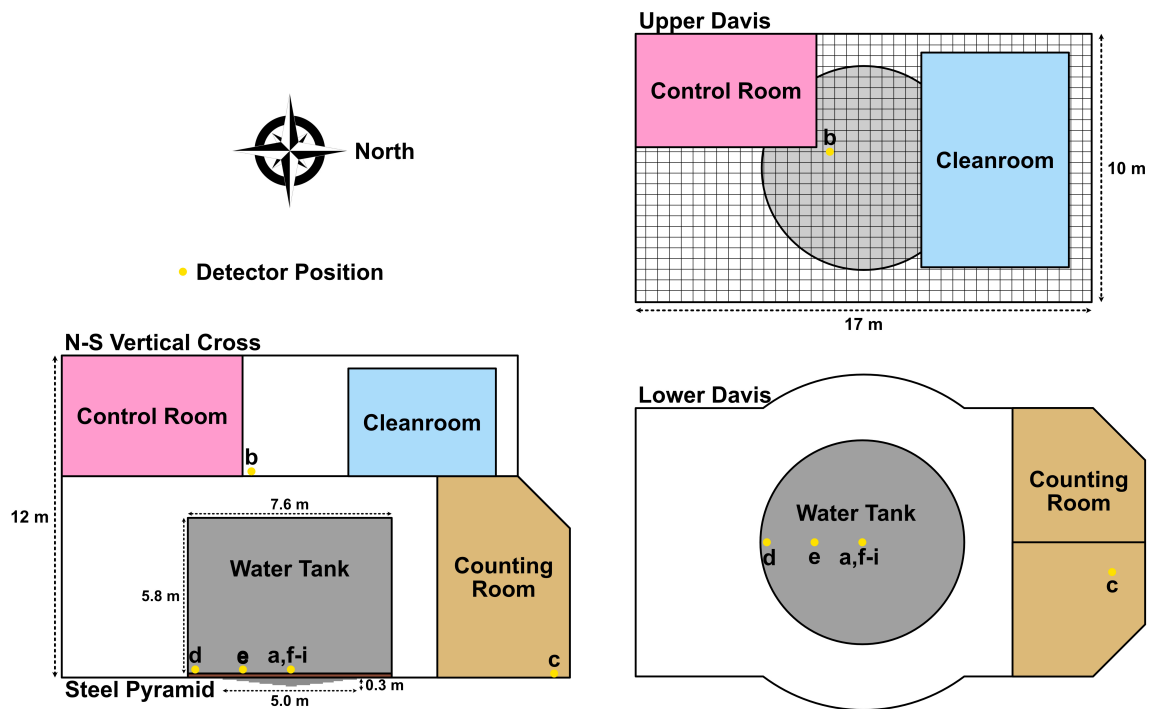 North
Detector Position
Upper Davis
Control Room
b
Cleanroom
10 m
17 m
N-S Vertical Cross
Control Room
Cleanroom
b
12 m
7.6 m
Water Tank
5.8 m
Counting
Room
d
e
a,f-i
c
Steel Pyramid
0.3 m
5.0 m
Lower Davis
Counting
Room
Water Tank
d
e
a,f-i
c